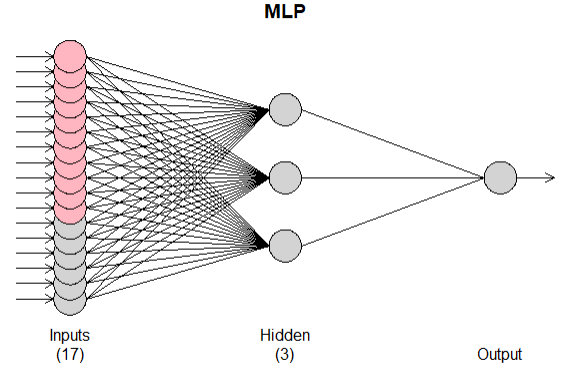 MLP
Inputs
(17)
Hidden
(3)
Output